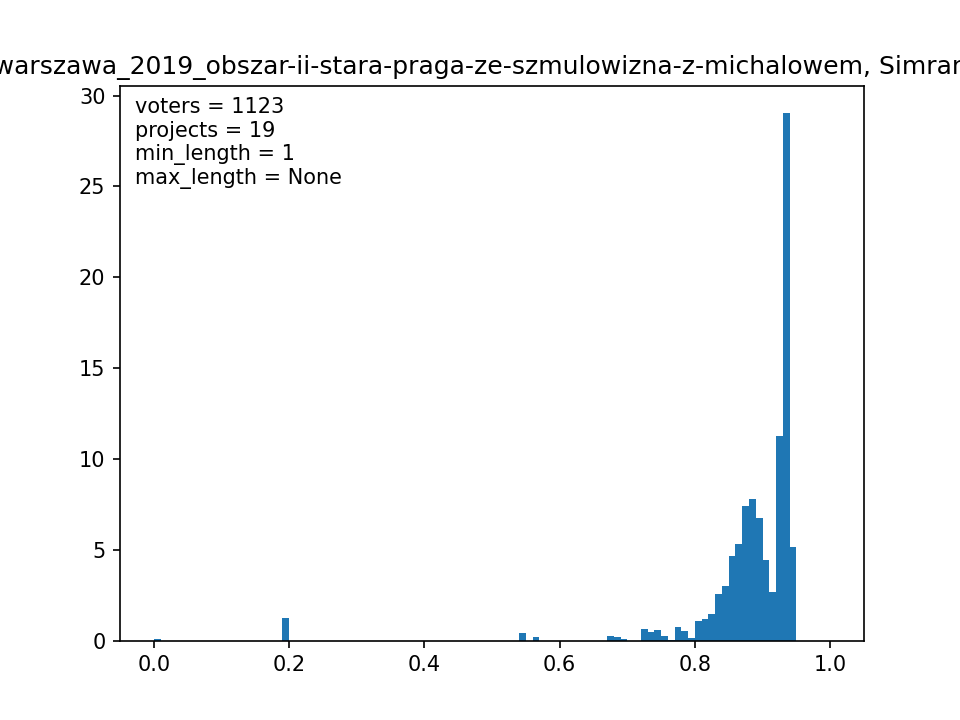 warszawa_2019_obszar-ii-stara-praga-ze-szmulowizna-z-michalowem, Simran
voters = 1123
projects = 19
min_length = 1
max_length = None
30
25
20
15
10
5
0
0.0 0.2 0.4 0.6 0.8 1.0